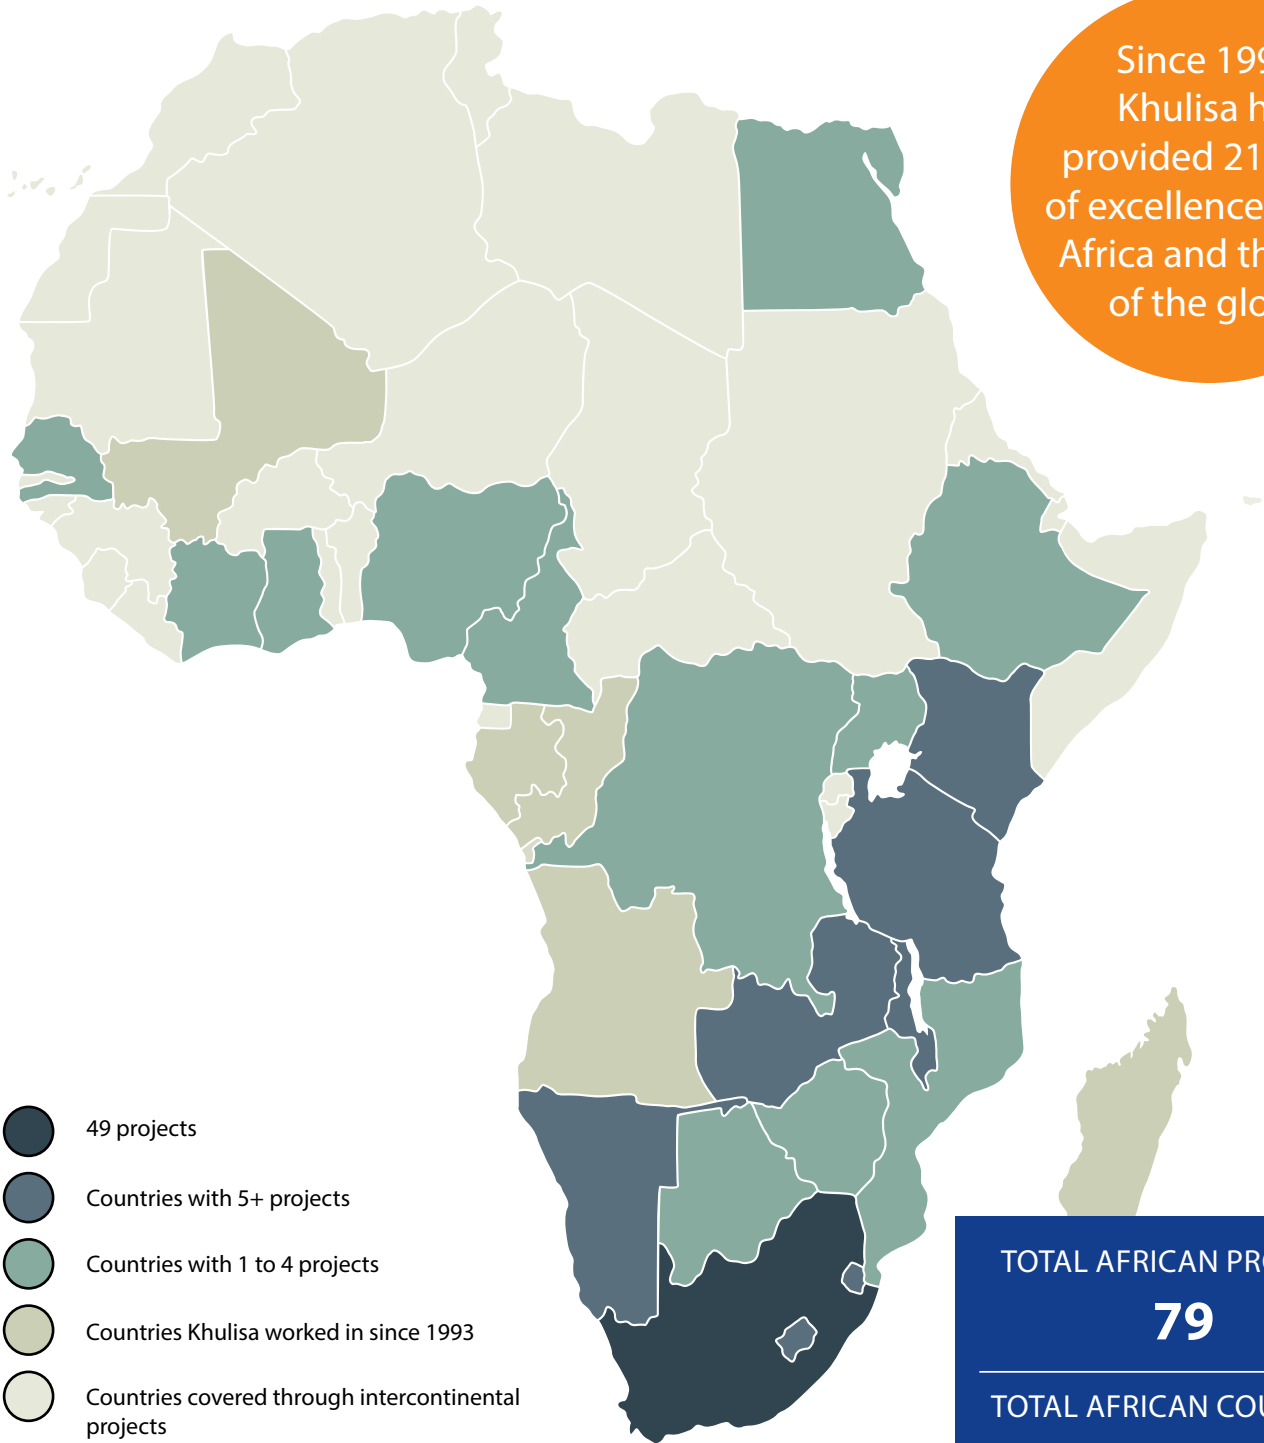 Since 199
Khulisa h
provided 21
of excellence
Africa and th
of the glo
49 projects
Countries with 5+ projects
Countries with 1 to 4 projects
Countries Khulisa worked in since 1993
Countries covered through intercontinental
projects
TOTAL AFRICAN PRO
79
TOTAL AFRICAN COU